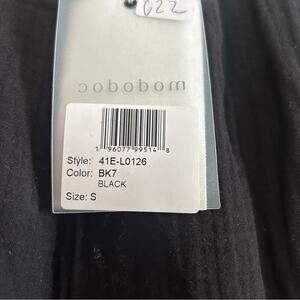 622
mododoc
1 96077 99514 8
Style: 41E-L0126
Color: BK7
BLACK
Size: S